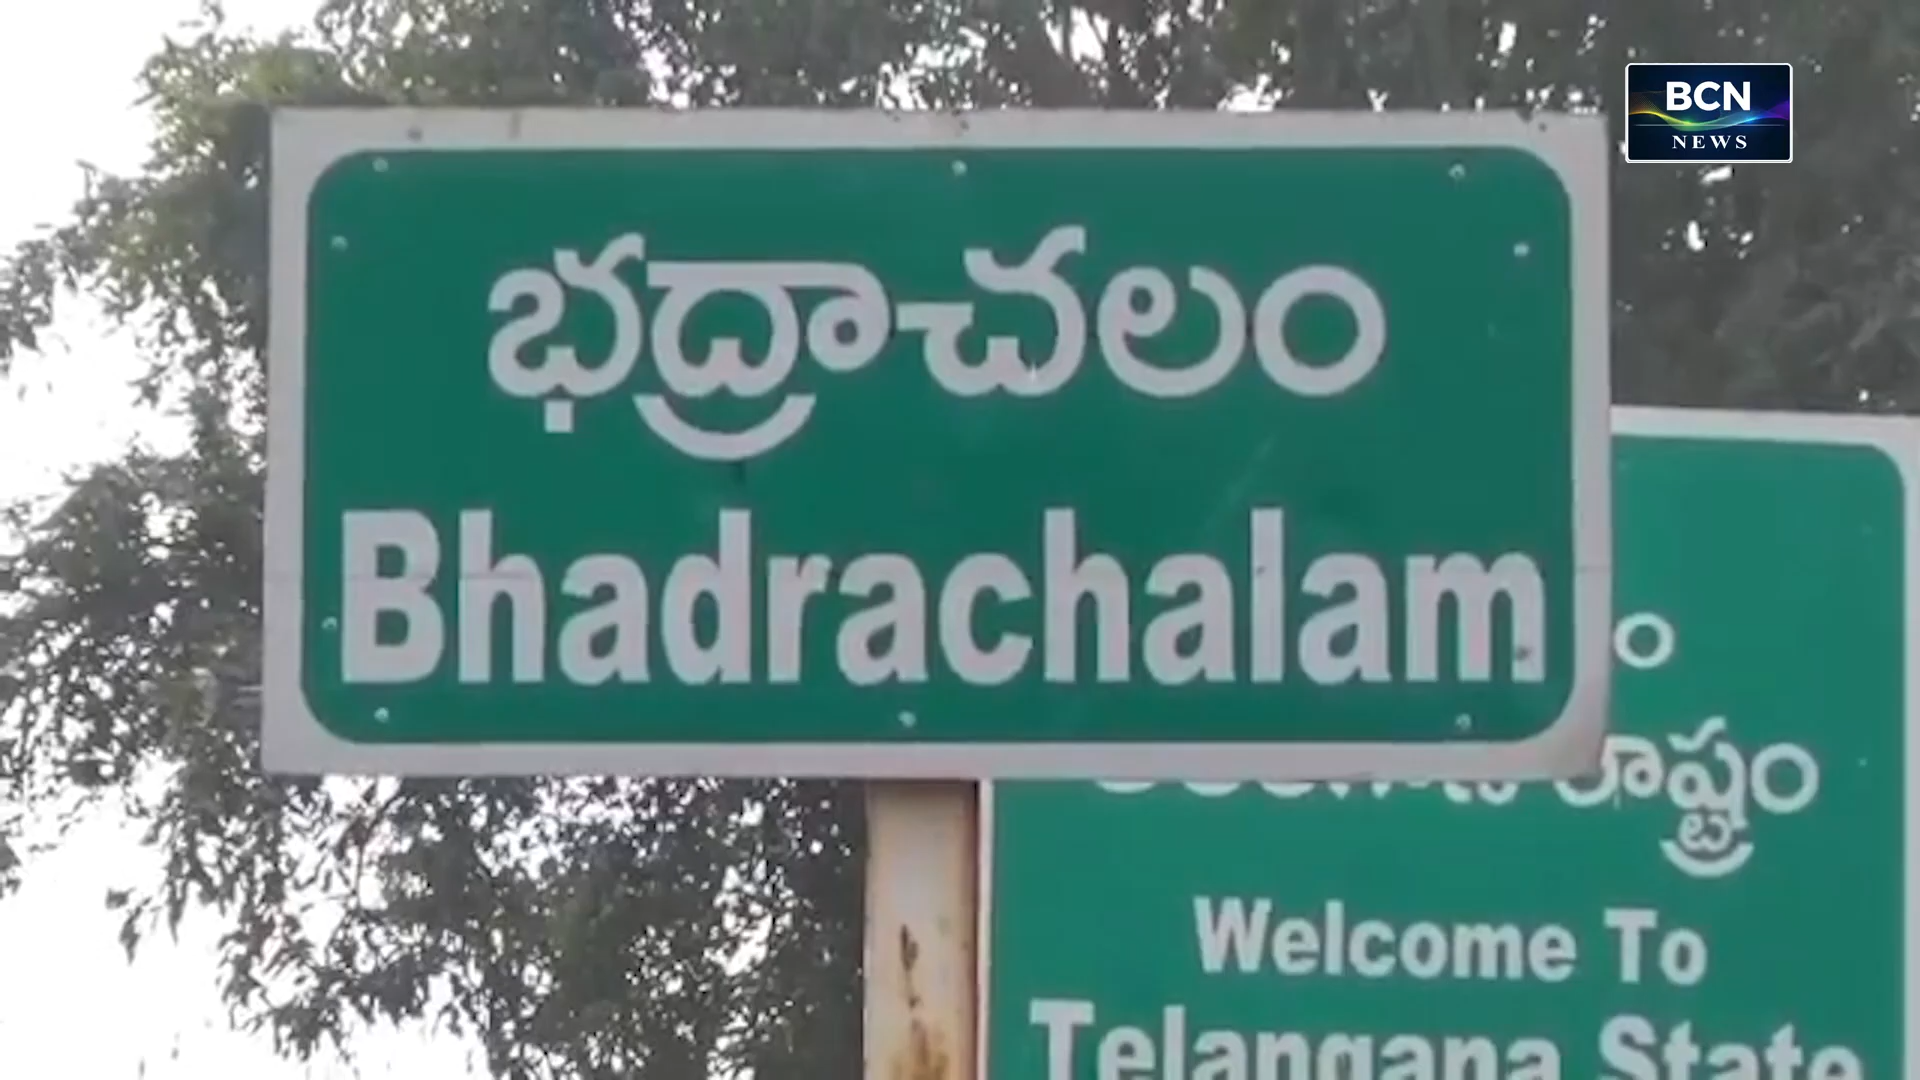 BCN
NEWS
భద్రాచలం
Bhadrachalam
రాష్ట్రం
Welcome To
Telangana State